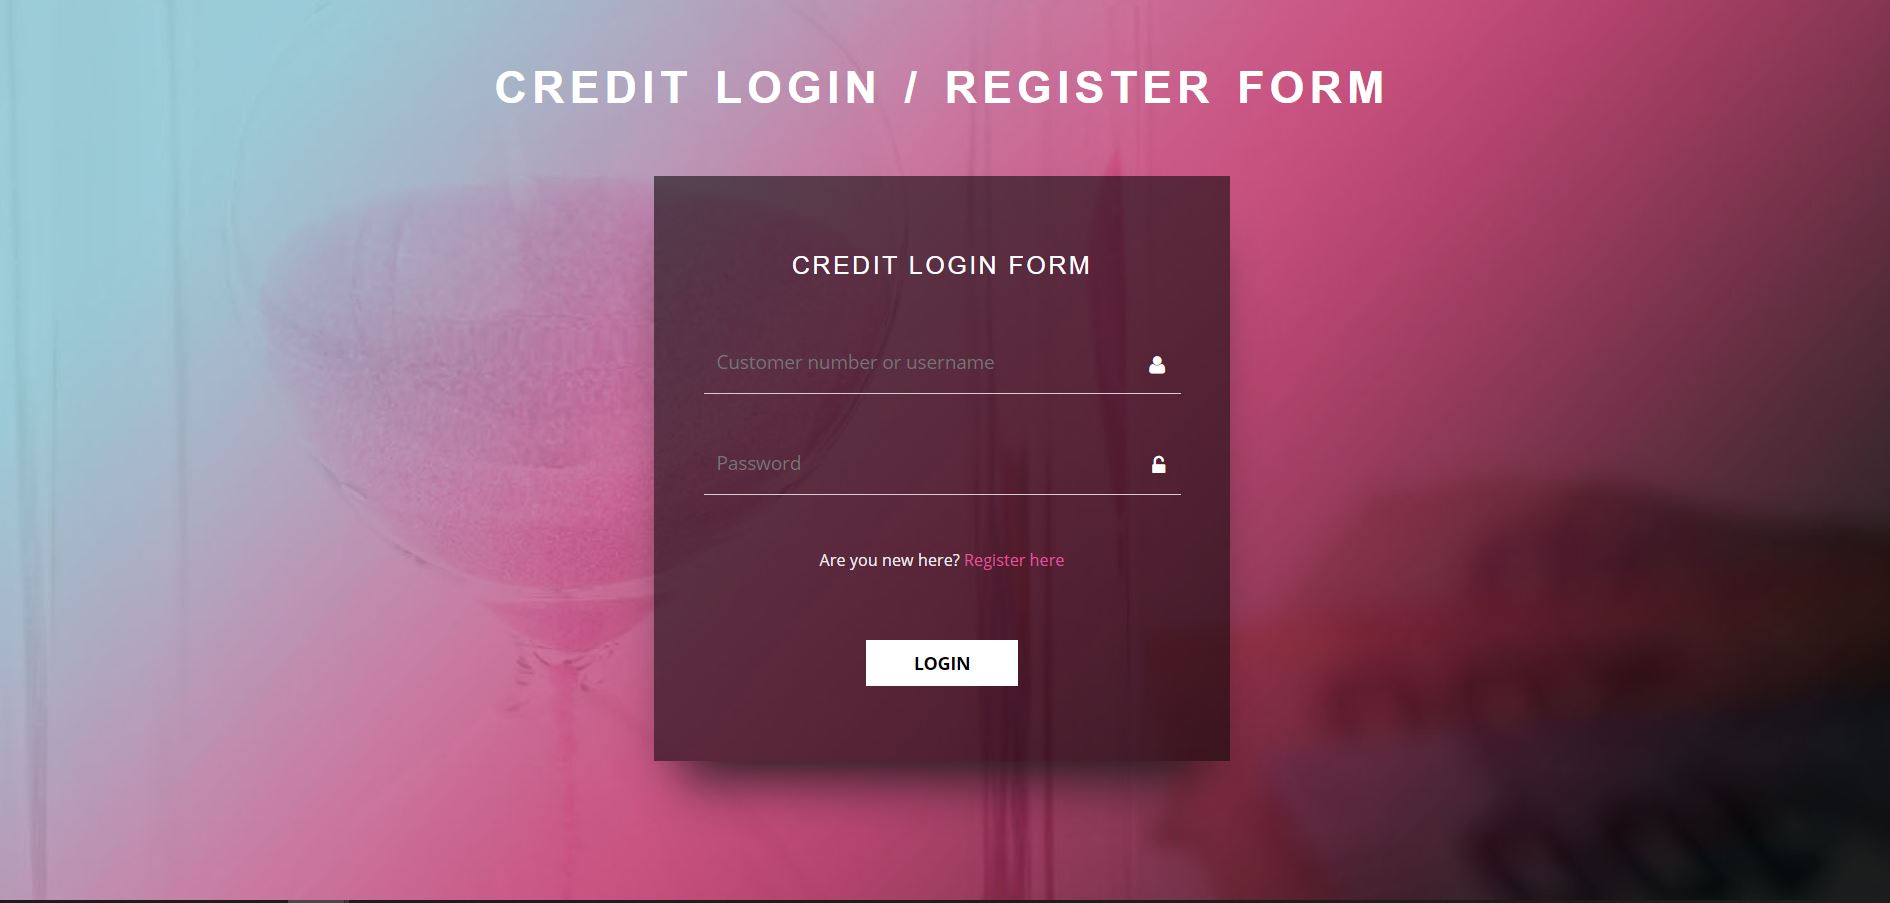 CREDIT LOGIN / REGISTER FORM
CREDIT LOGIN FORM
Customer number or username
Password
Are you new here? Register here
LOGIN